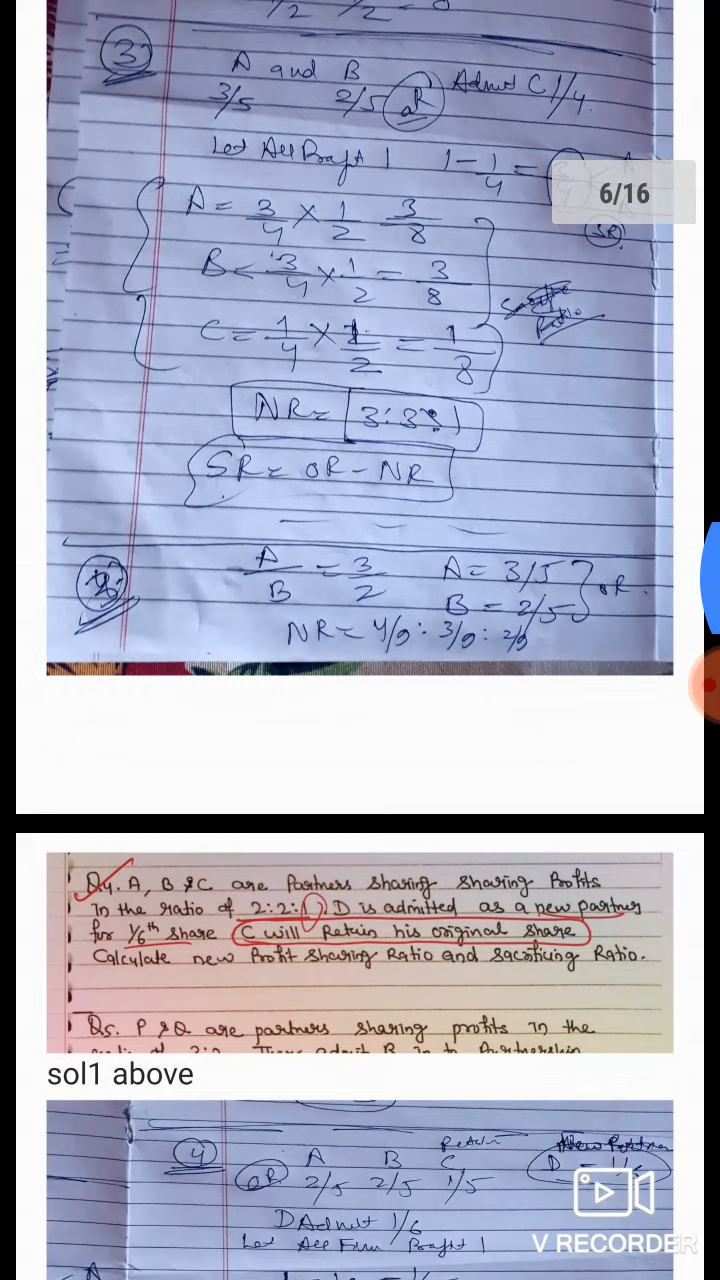 3
A and B Admit C 1/4.
3/5 2/5 OR
Let All Profit 1 1 - 1/4 =
6/16
A = 3/4 × 1/2 3/8
SR.
B = 3/4 × 1/2 = 3/8
Ratio
C = 1/4 × 1/2 = 1/8
NR = 3:3:1
SR = OR - NR
A/B = 3/2 A = 3/5
B = 2/5 OR.
NR = 4/9 : 3/9 : 2/9
Q4. A, B & C are Partners sharing sharing Profits
In the ratio of 2:2:1. D is admitted as a new partner
for 1/6th share C will Retain his original share
Calculate new Profit sharing Ratio and Sacrificing Ratio.
Q5. P & Q are partners sharing profits in the
sol1 above
4 A B C New Partner
OR 2/5 2/5 1/5 D = 1/6
D Admit 1/6
Let All Firm Profit 1
V RECORDER